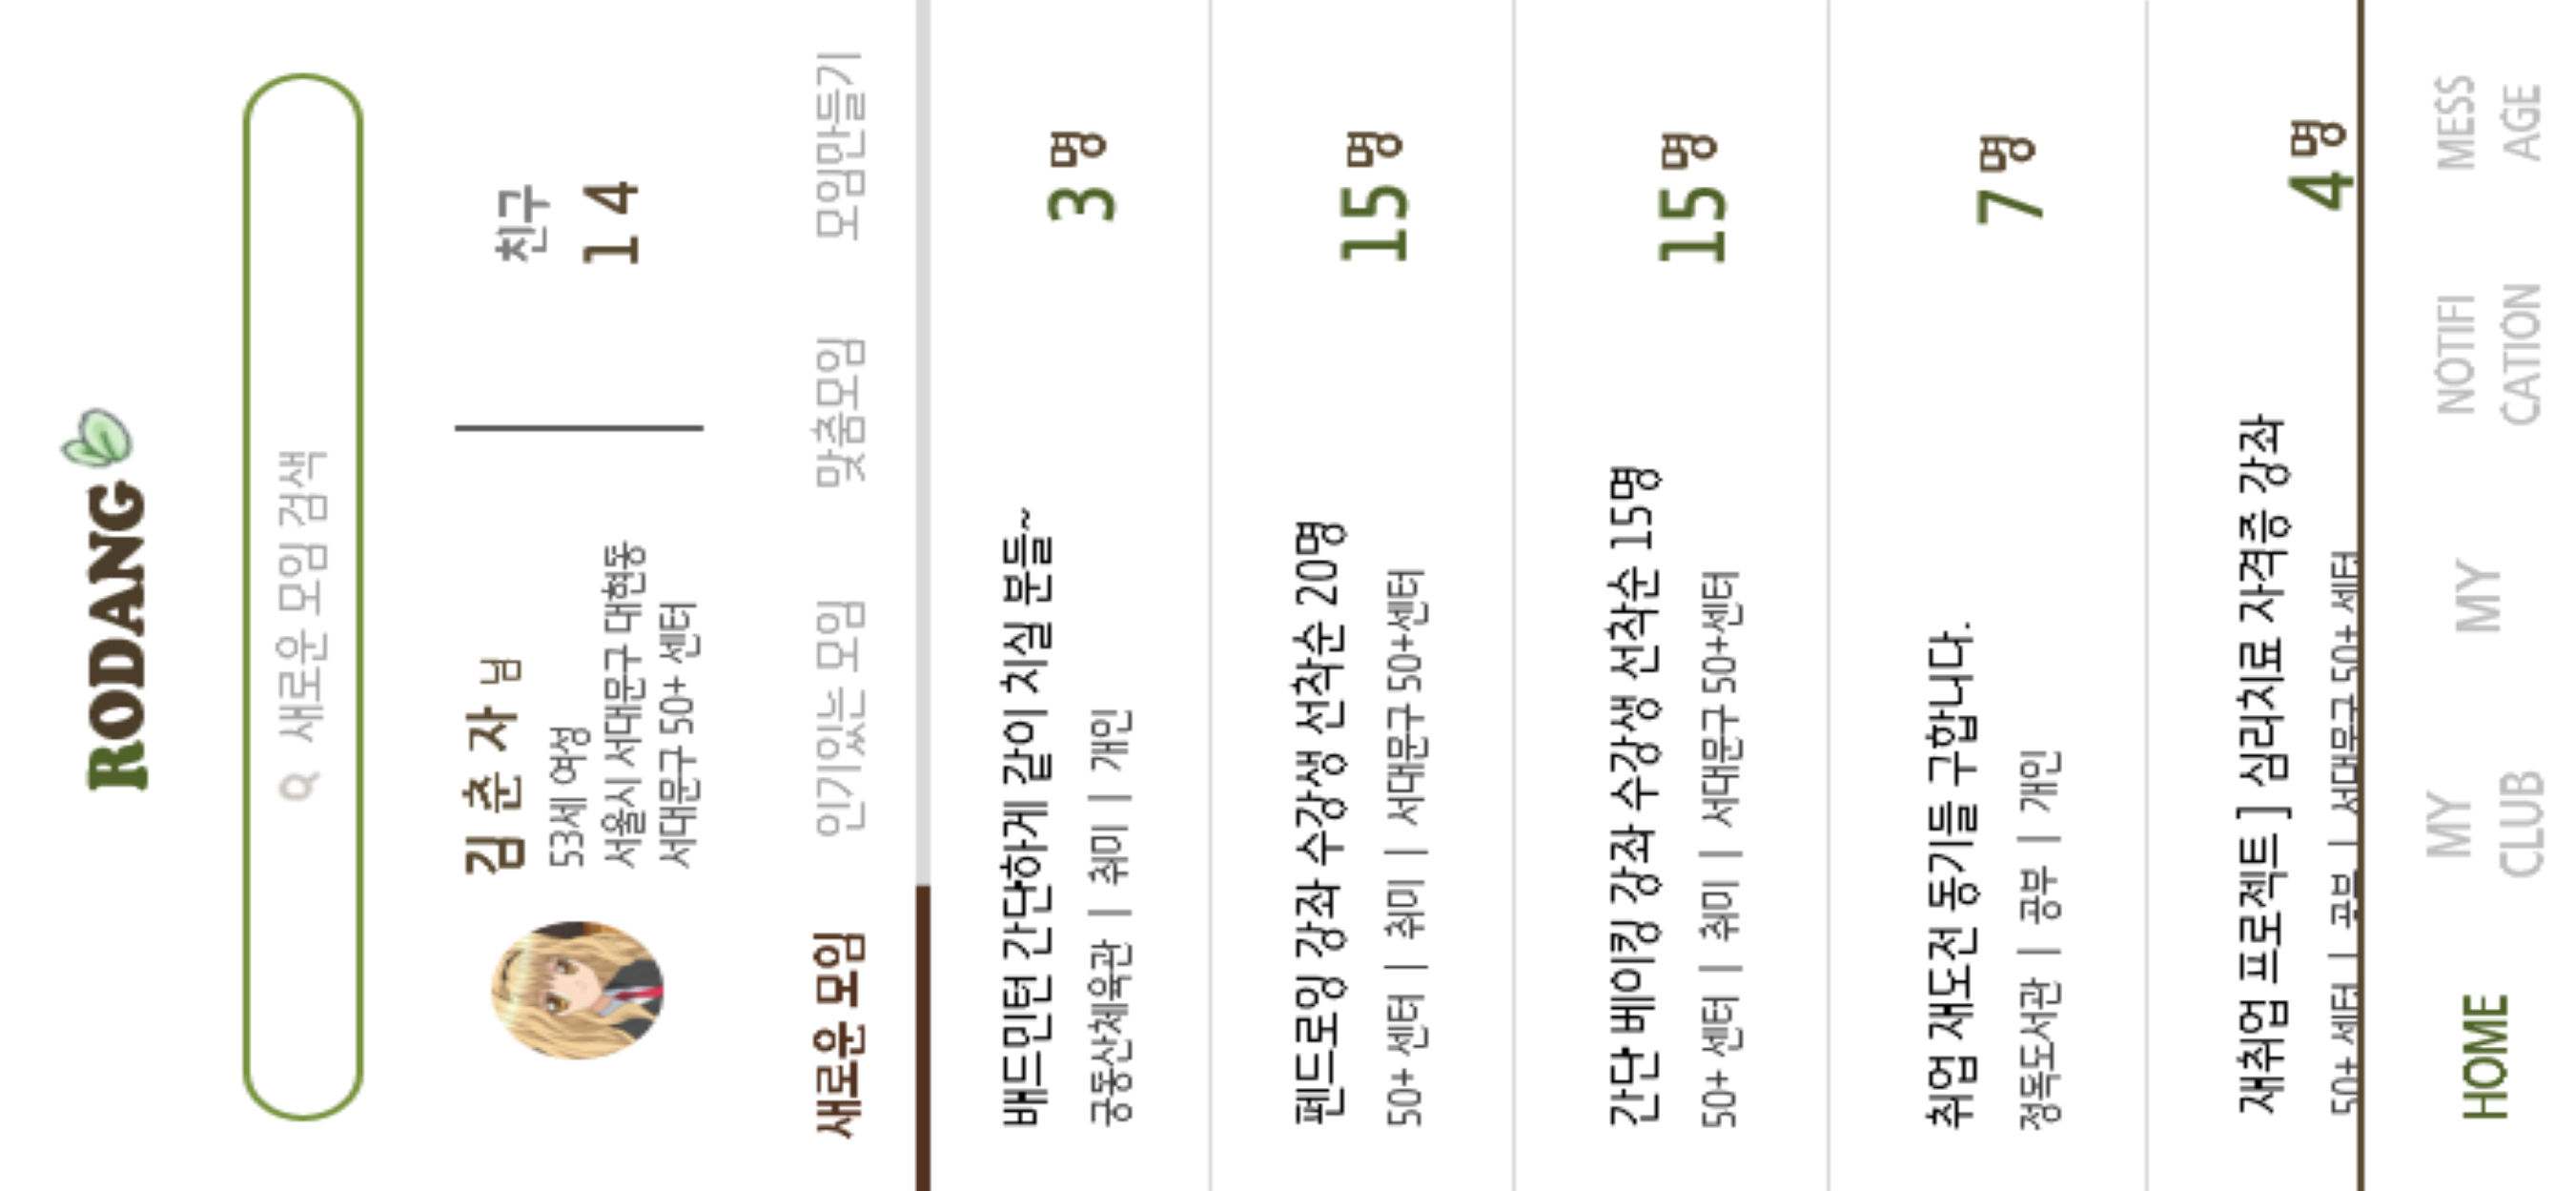 RODANG
새로운 모임 검색
김 춘 자 님
53세 여성
서울시 서대문구 대현동
서대문구 50+ 센터
친구
14
새로운 모임
인기있는 모임
맞춤모임
모임만들기
배드민턴 간단하게 같이 치실 분들~
궁동산체육관 | 취미 | 개인
3명
펜드로잉 강좌 수강생 선착순 20명
50+ 센터 | 취미 | 서대문구 50+센터
15명
간단 베이킹 강좌 수강생 선착순 15명
50+ 센터 | 취미 | 서대문구 50+센터
15명
취업 재도전 동기들 구합니다.
정독도서관 | 공부 | 개인
7명
재취업 프로젝트 ] 심리치료 자격증 강좌
50+ 센터 | 공부 | 서대문구 50+ 센터
4명
HOME
MY
CLUB
MY
NOTIFI
CATION
MESS
AGE